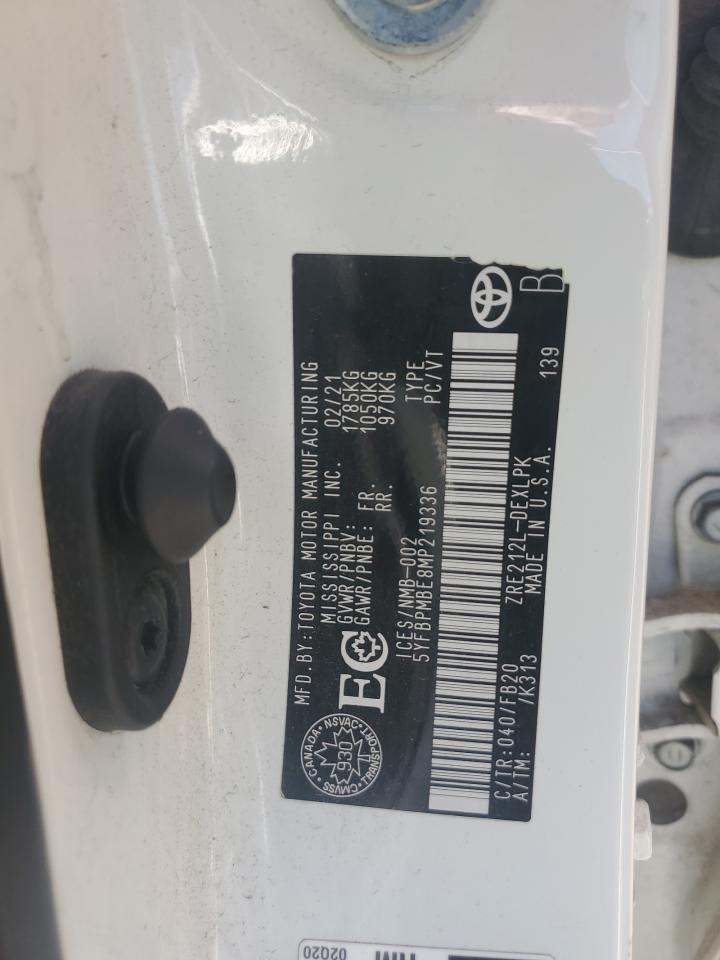 MFD.BY:TOYOTA MOTOR MANUFACTURING
MISSISSIPPI INC. 02/21
GVWR/PNBV: 1785KG
GAWR/PNBE: FR. 1050KG
RR. 970KG
CANADA NSVAC TRANSPORT CMVSS
930
EC
ICES/NMB-002 TYPE
5YFBPMBE8MP219336 PC/VT
C/TR:040/FB20 ZRE212L-DEXLPK 139
A/TM: /K313 MADE IN U.S.A. B
02Q20